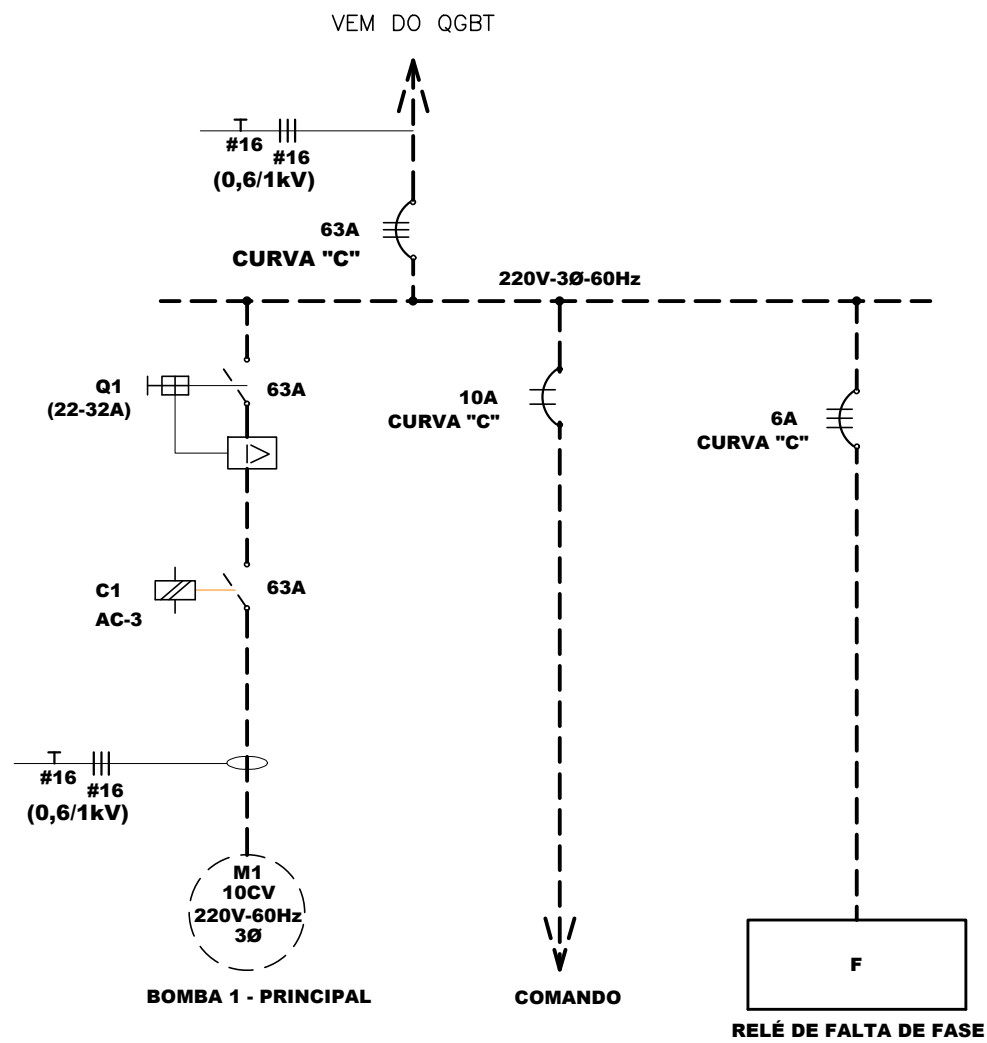 VEM DO QGBT
#16
#16
(0,6/1kV)
63A
CURVA "C"
220V-3Ø-60Hz
Q1
(22-32A)
63A
10A
CURVA "C"
6A
CURVA "C"
C1
AC-3
63A
#16
#16
(0,6/1kV)
M1
10CV
220V-60Hz
3Ø
BOMBA 1 - PRINCIPAL
COMANDO
F
RELÉ DE FALTA DE FASE